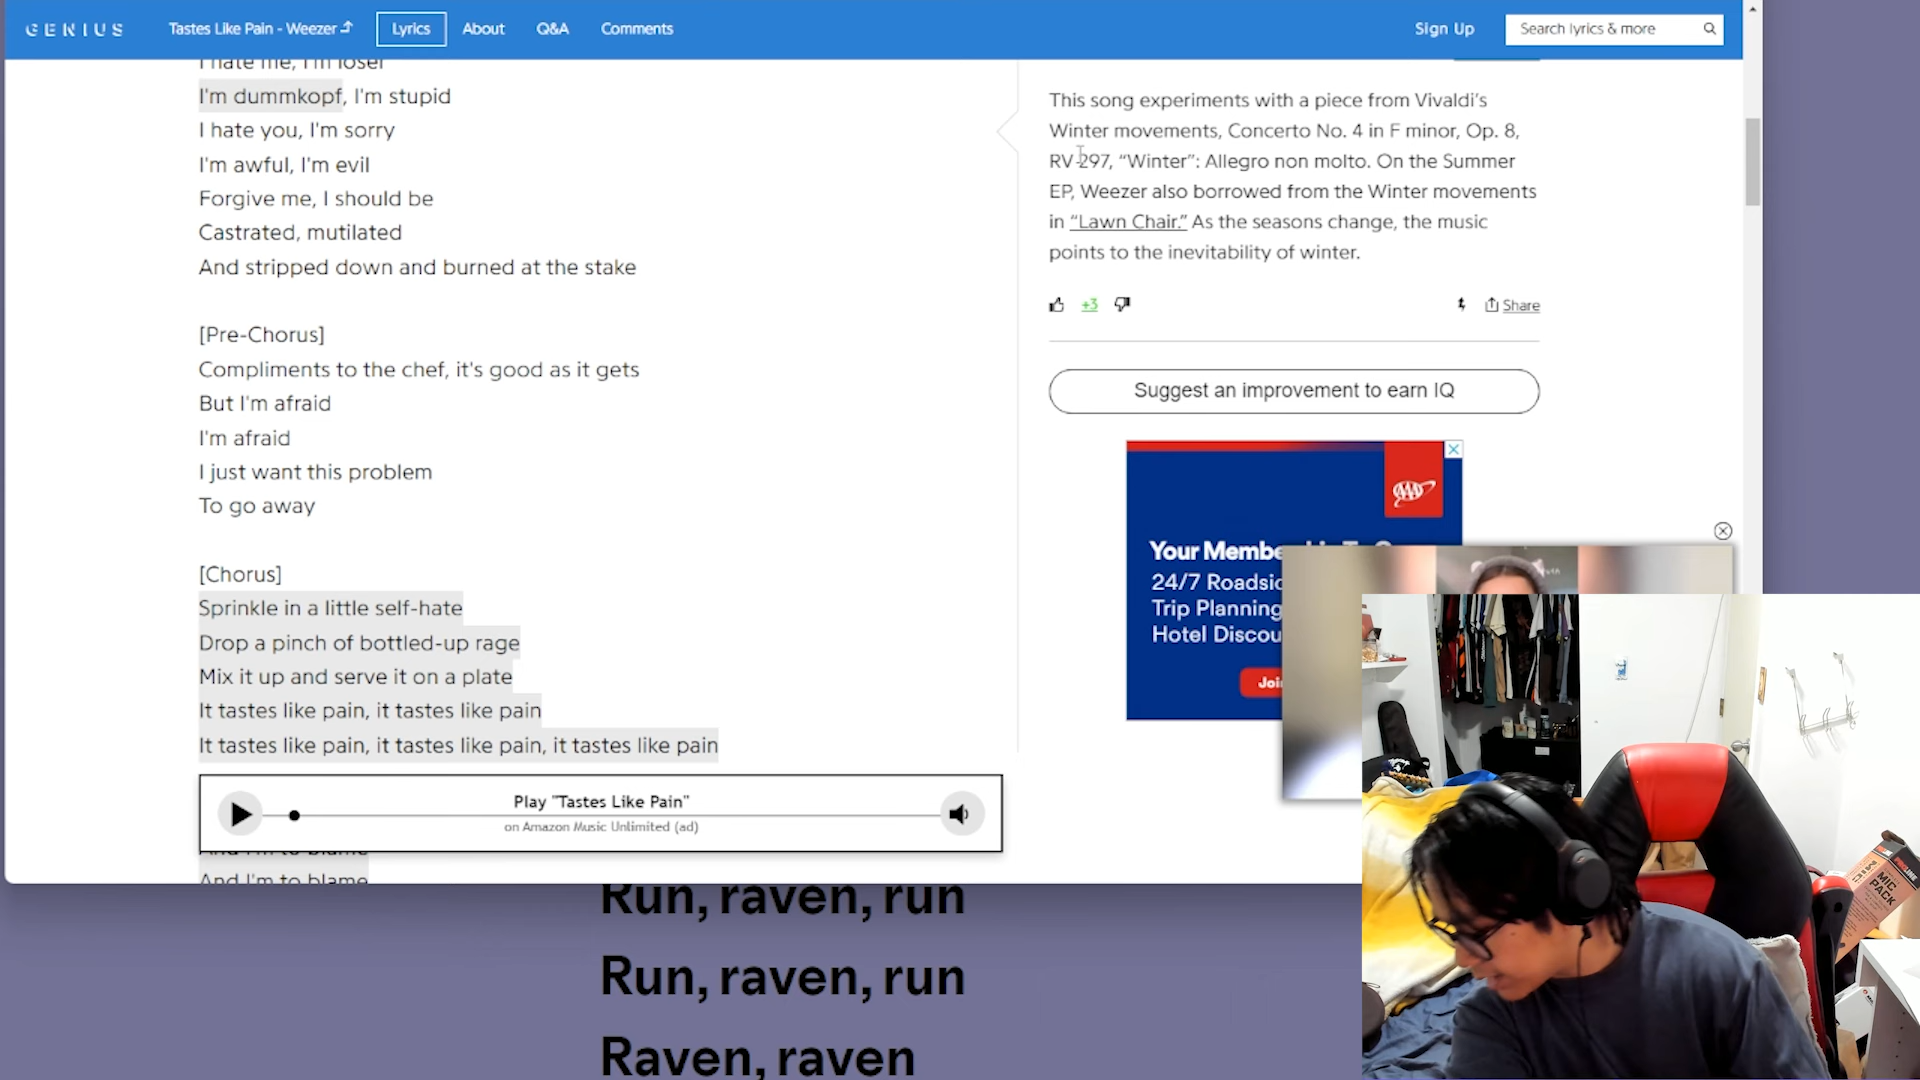 GENIUS
Tastes Like Pain - Weezer
Lyrics
About
Q&A
Comments
Sign Up
Search lyrics & more
I hate me, I'm loser
I'm dummkopf, I'm stupid
I hate you, I'm sorry
I'm awful, I'm evil
Forgive me, I should be
Castrated, mutilated
And stripped down and burned at the stake
[Pre-Chorus]
Compliments to the chef, it's good as it gets
But I'm afraid
I'm afraid
I just want this problem
To go away
[Chorus]
Sprinkle in a little self-hate
Drop a pinch of bottled-up rage
Mix it up and serve it on a plate
It tastes like pain, it tastes like pain
It tastes like pain, it tastes like pain, it tastes like pain
Play "Tastes Like Pain"
on Amazon Music Unlimited (ad)
And I'm to blame
And I'm to blame
This song experiments with a piece from Vivaldi's
Winter movements, Concerto No. 4 in F minor, Op. 8,
RV 297, "Winter": Allegro non molto. On the Summer
EP, Weezer also borrowed from the Winter movements
in "Lawn Chair." As the seasons change, the music
points to the inevitability of winter.
+3
Share
Suggest an improvement to earn IQ
AAA
Your
24/7
Trip Planning
Hotel
Run, raven, run
Run, raven, run
Raven, raven
MIC
PACK